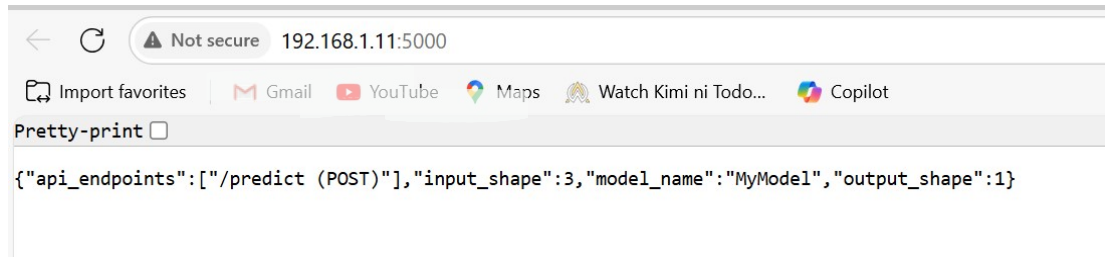 Not secure 192.168.1.11:5000
Import favorites Gmail YouTube Maps Watch Kimi ni Todo... Copilot
Pretty-print
{"api_endpoints":["/predict (POST)"],"input_shape":3,"model_name":"MyModel","output_shape":1}